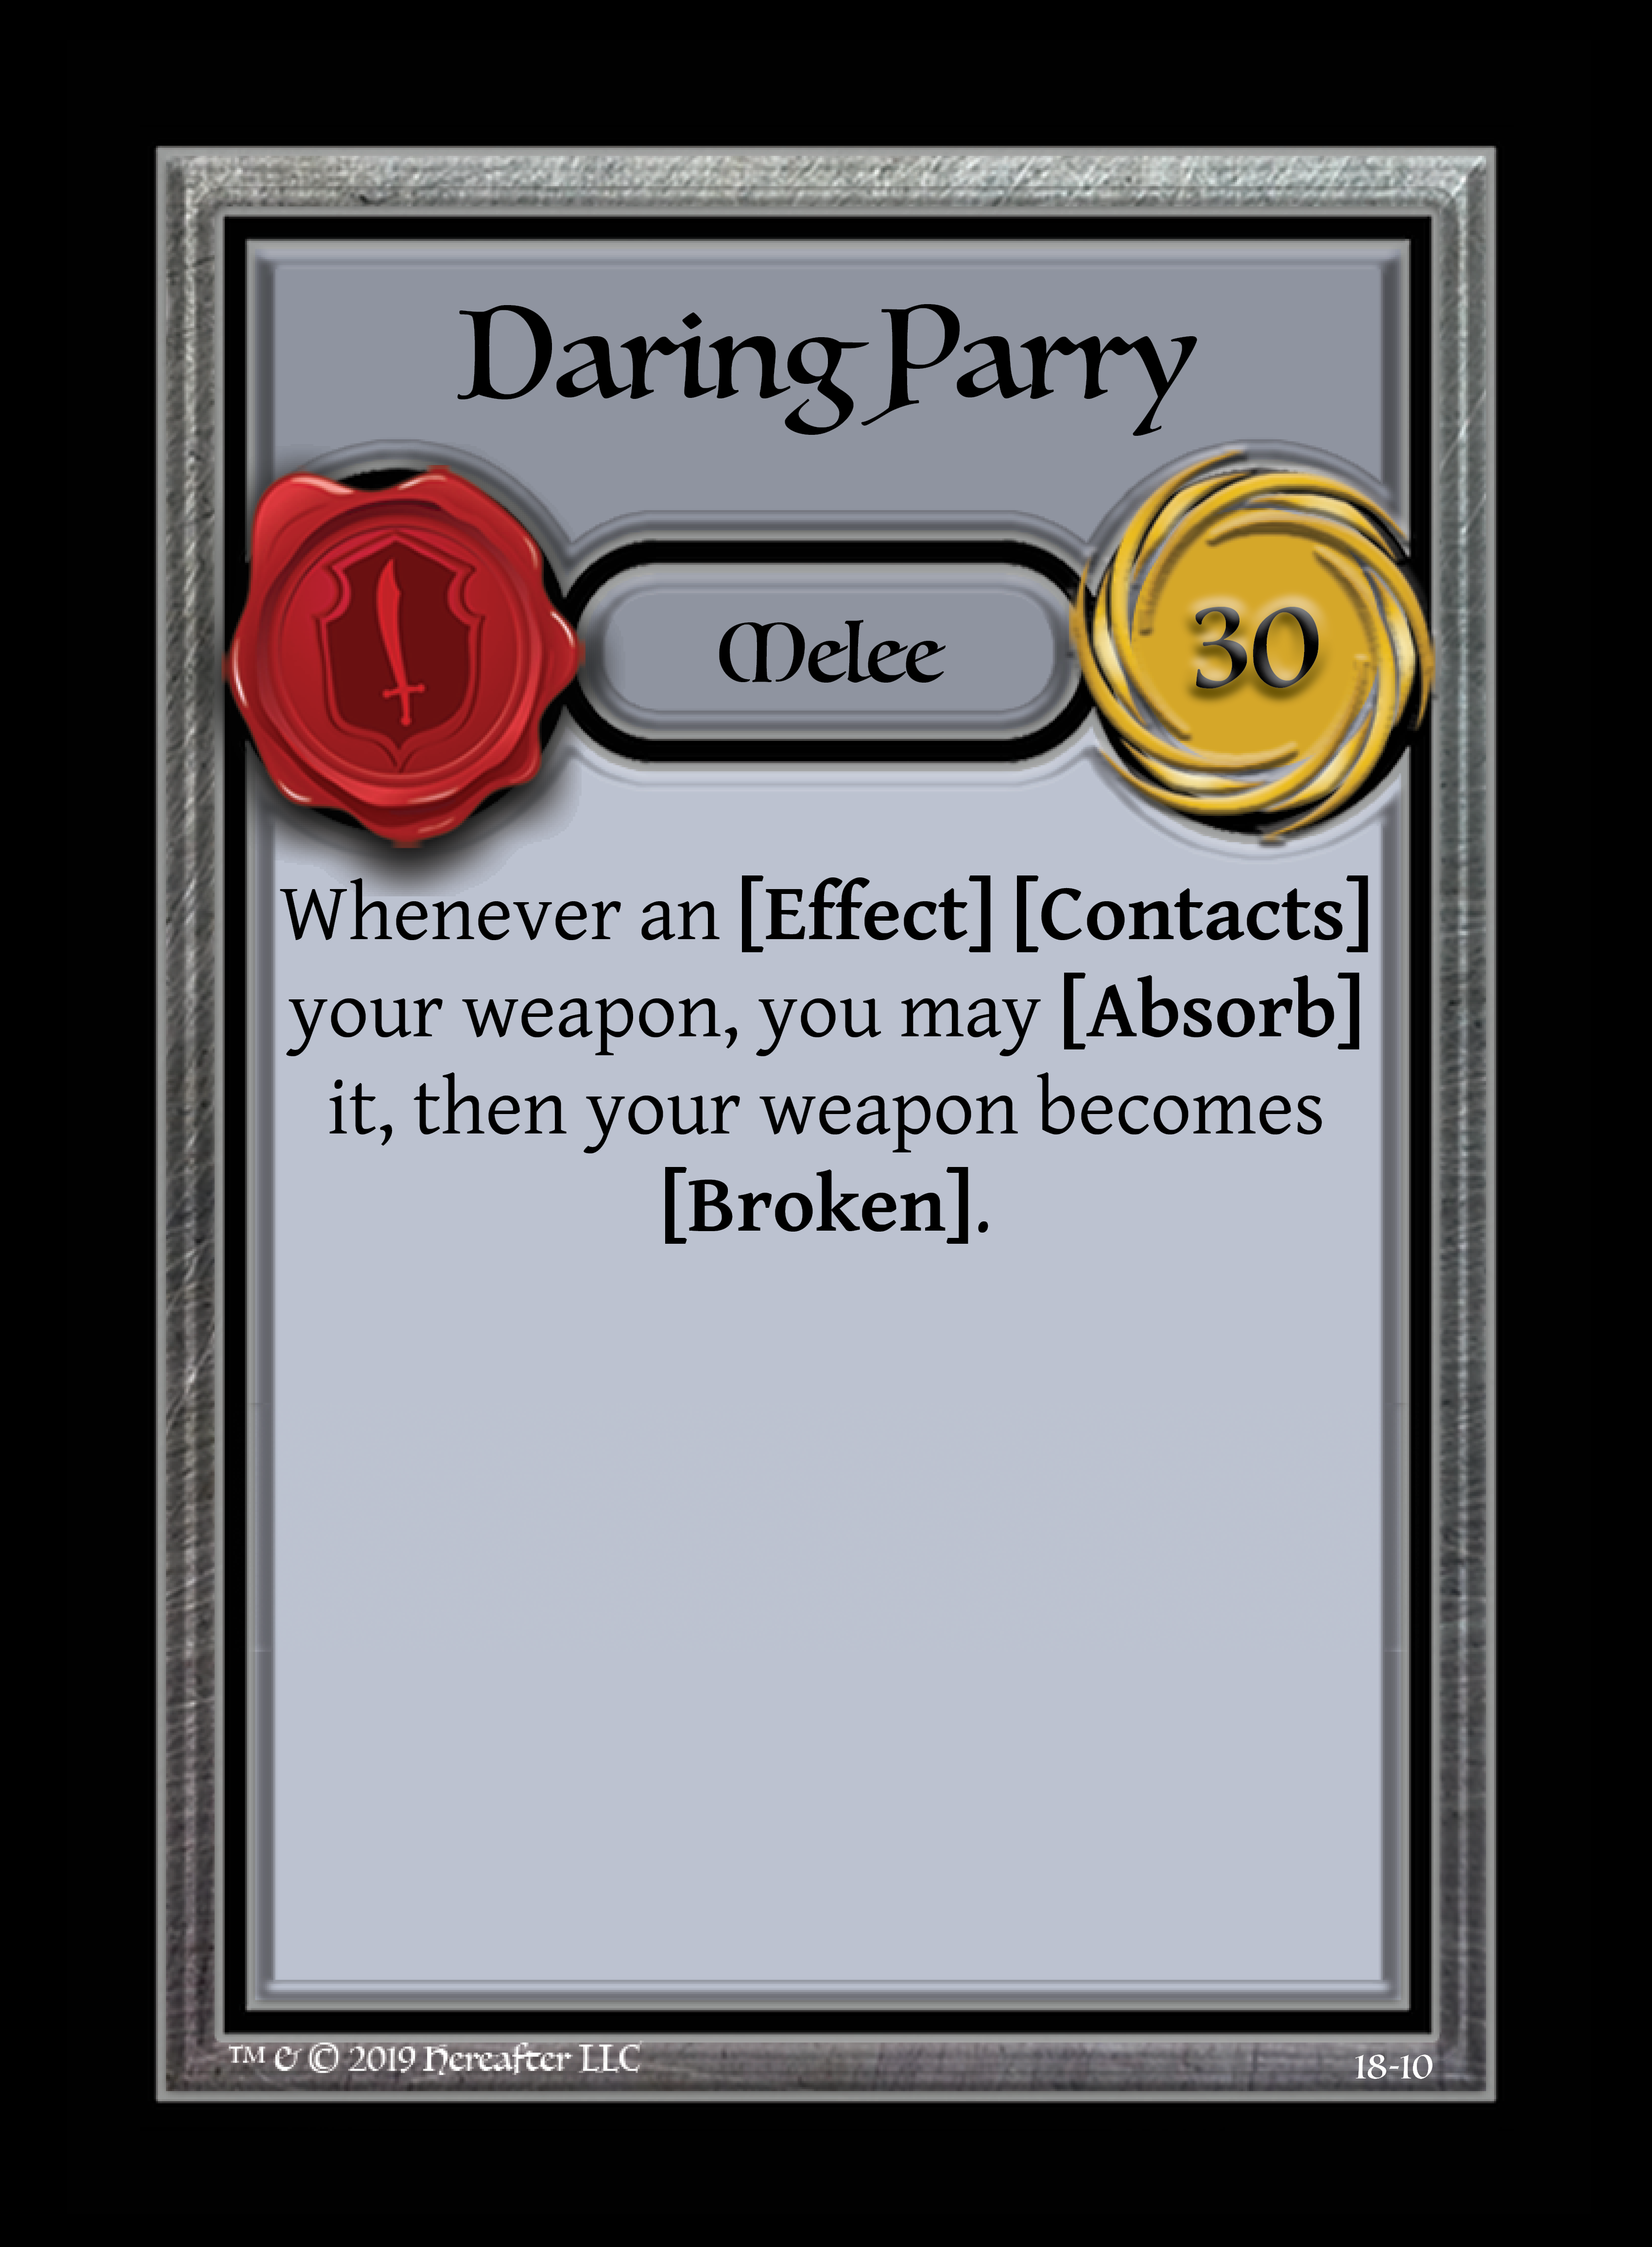 Daring Parry
Melee
30
Whenever an [Effect] [Contacts]
your weapon, you may [Absorb]
it, then your weapon becomes
[Broken].
™ & © 2019 Hereafter LLC
18-10